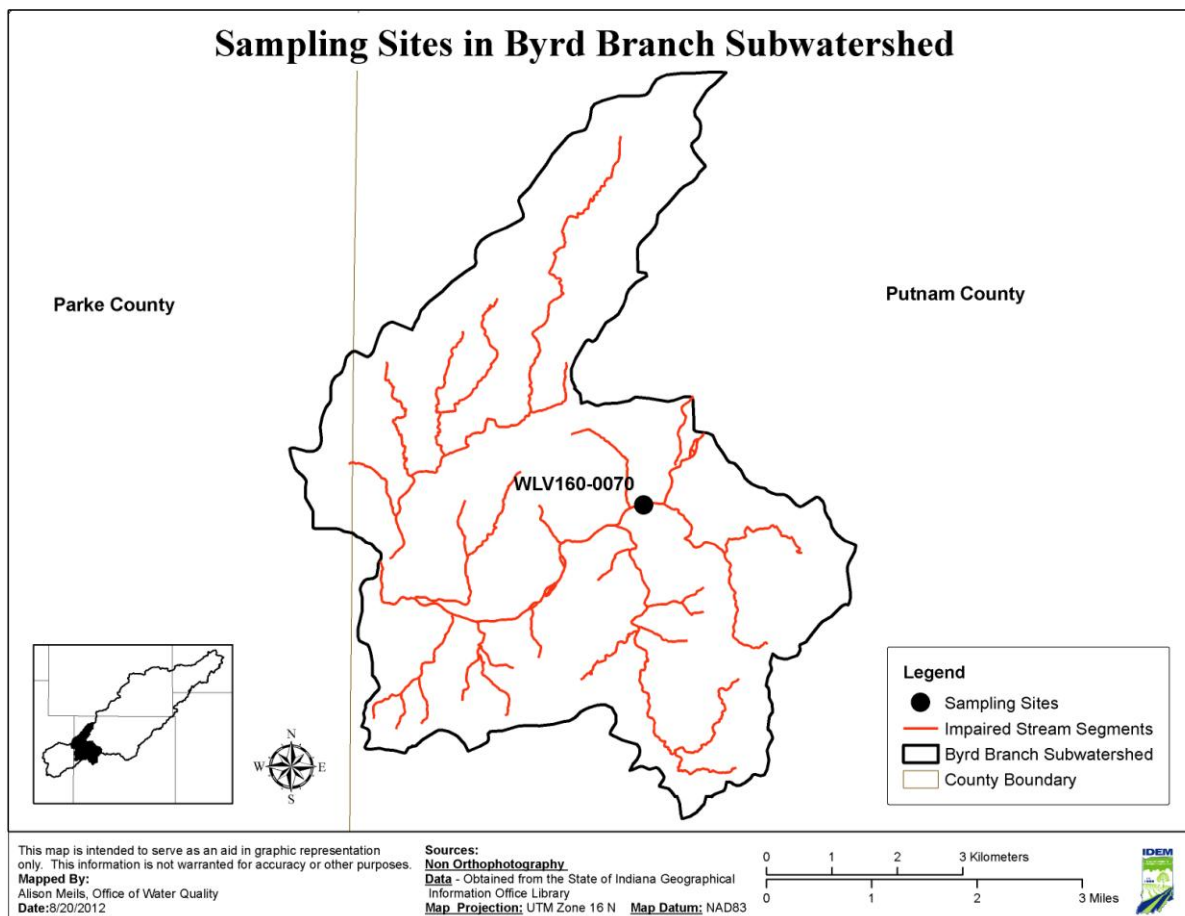 Sampling Sites in Byrd Branch Subwatershed
Parke County
Putnam County
WLV160-0070
N
W E
S
Legend
Sampling Sites
Impaired Stream Segments
Byrd Branch Subwatershed
County Boundary
This map is intended to serve as an aid in graphic representation
only. This information is not warranted for accuracy or other purposes.
Mapped By:
Alison Meils, Office of Water Quality
Date:8/20/2012
Sources:
Non Orthophotography
Data - Obtained from the State of Indiana Geographical
Information Office Library
Map Projection: UTM Zone 16 N Map Datum: NAD83
0 1 2 3 Kilometers
0 1 2 3 Miles
IDEM